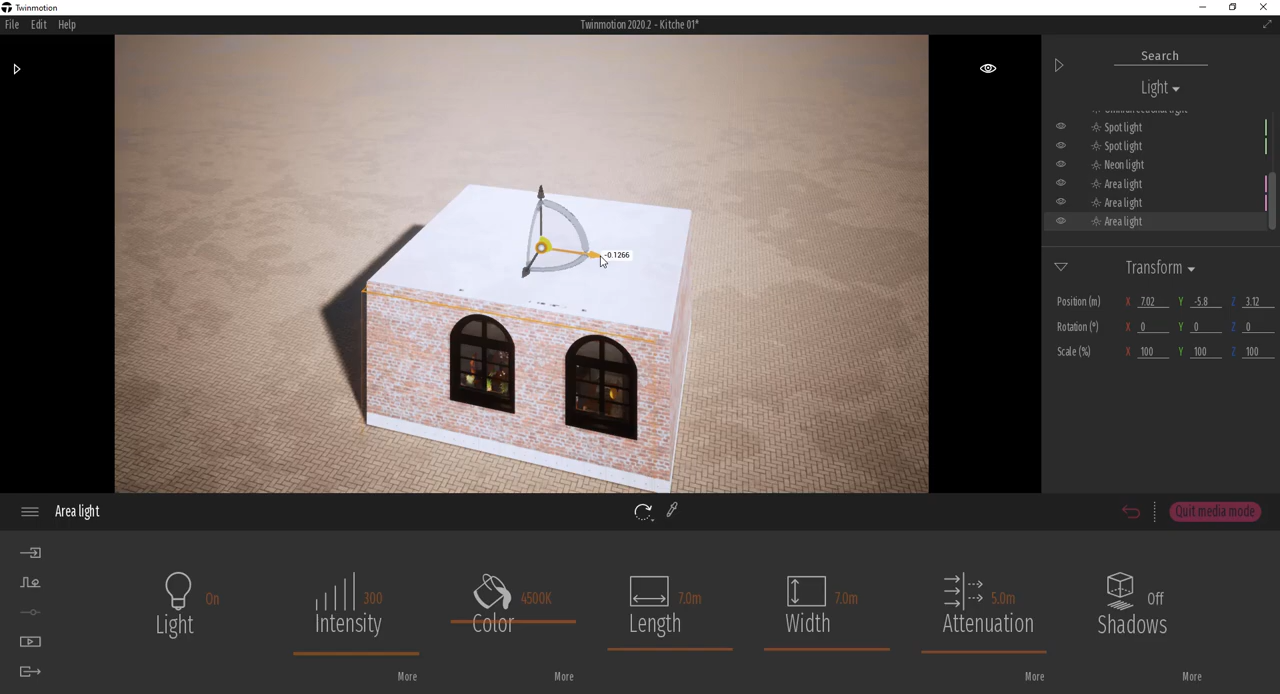 Twinmotion
File Edit Help
Twinmotion 2020.2 - Kitche 01*
Search
Light
Omnidirectional light
Spot light
Spot light
Neon light
Area light
Area light
Area light
-0.1266
Transform
Position (m) X 7.02 Y -5.8 Z 3.12
Rotation (°) X 0 Y 0 Z 0
Scale (%) X 100 Y 100 Z 100
Area light
Quit media mode
Light On
Intensity 300
Color 4500K
Length 7.0m
Width 7.0m
Attenuation 5.0m
Shadows Off
More More More More